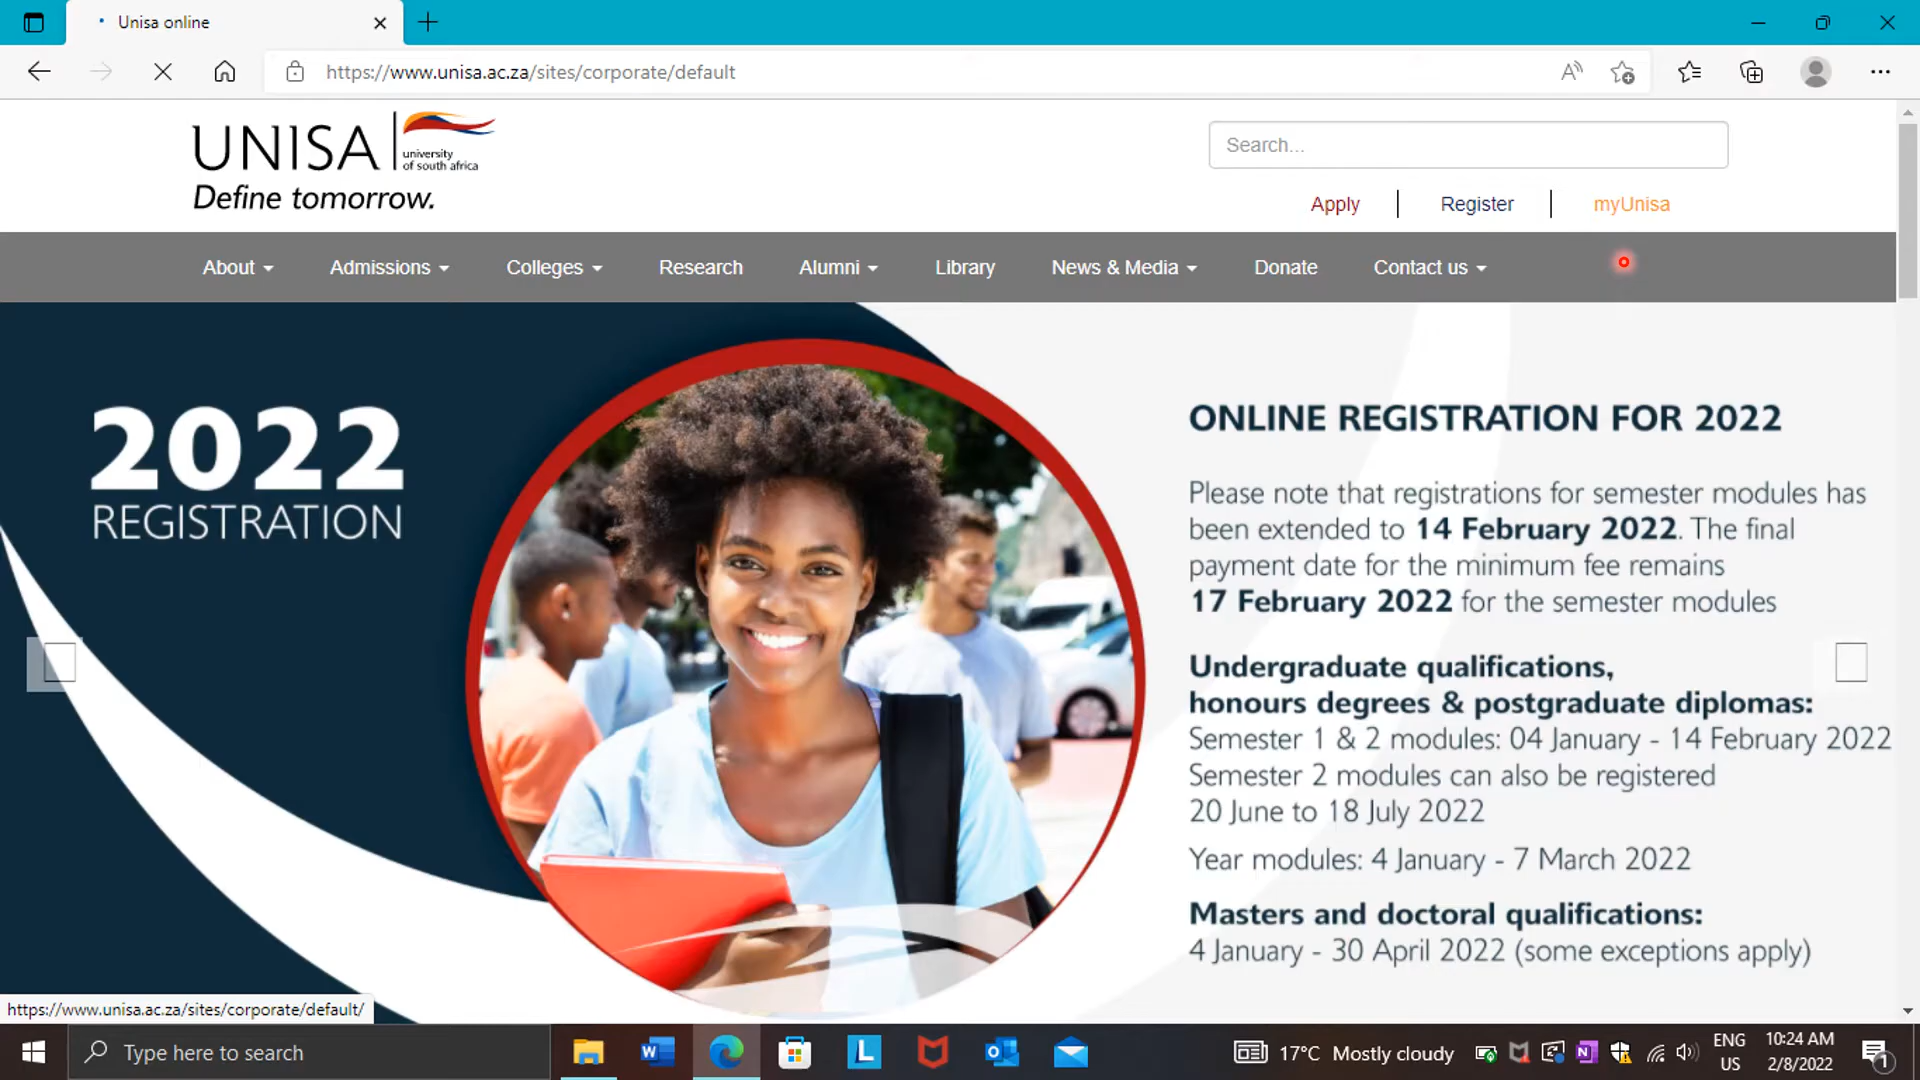 Unisa online
https://www.unisa.ac.za/sites/corporate/default
UNISA
university
of south africa
Define tomorrow.
Search...
Apply
Register
myUnisa
About
Admissions
Colleges
Research
Alumni
Library
News & Media
Donate
Contact us
2022
REGISTRATION
ONLINE REGISTRATION FOR 2022
Please note that registrations for semester modules has
been extended to 14 February 2022. The final
payment date for the minimum fee remains
17 February 2022 for the semester modules
Undergraduate qualifications,
honours degrees & postgraduate diplomas:
Semester 1 & 2 modules: 04 January - 14 February 2022
Semester 2 modules can also be registered
20 June to 18 July 2022
Year modules: 4 January - 7 March 2022
Masters and doctoral qualifications:
4 January - 30 April 2022 (some exceptions apply)
https://www.unisa.ac.za/sites/corporate/default/
Type here to search
17°C Mostly cloudy
ENG
US
10:24 AM
2/8/2022
1